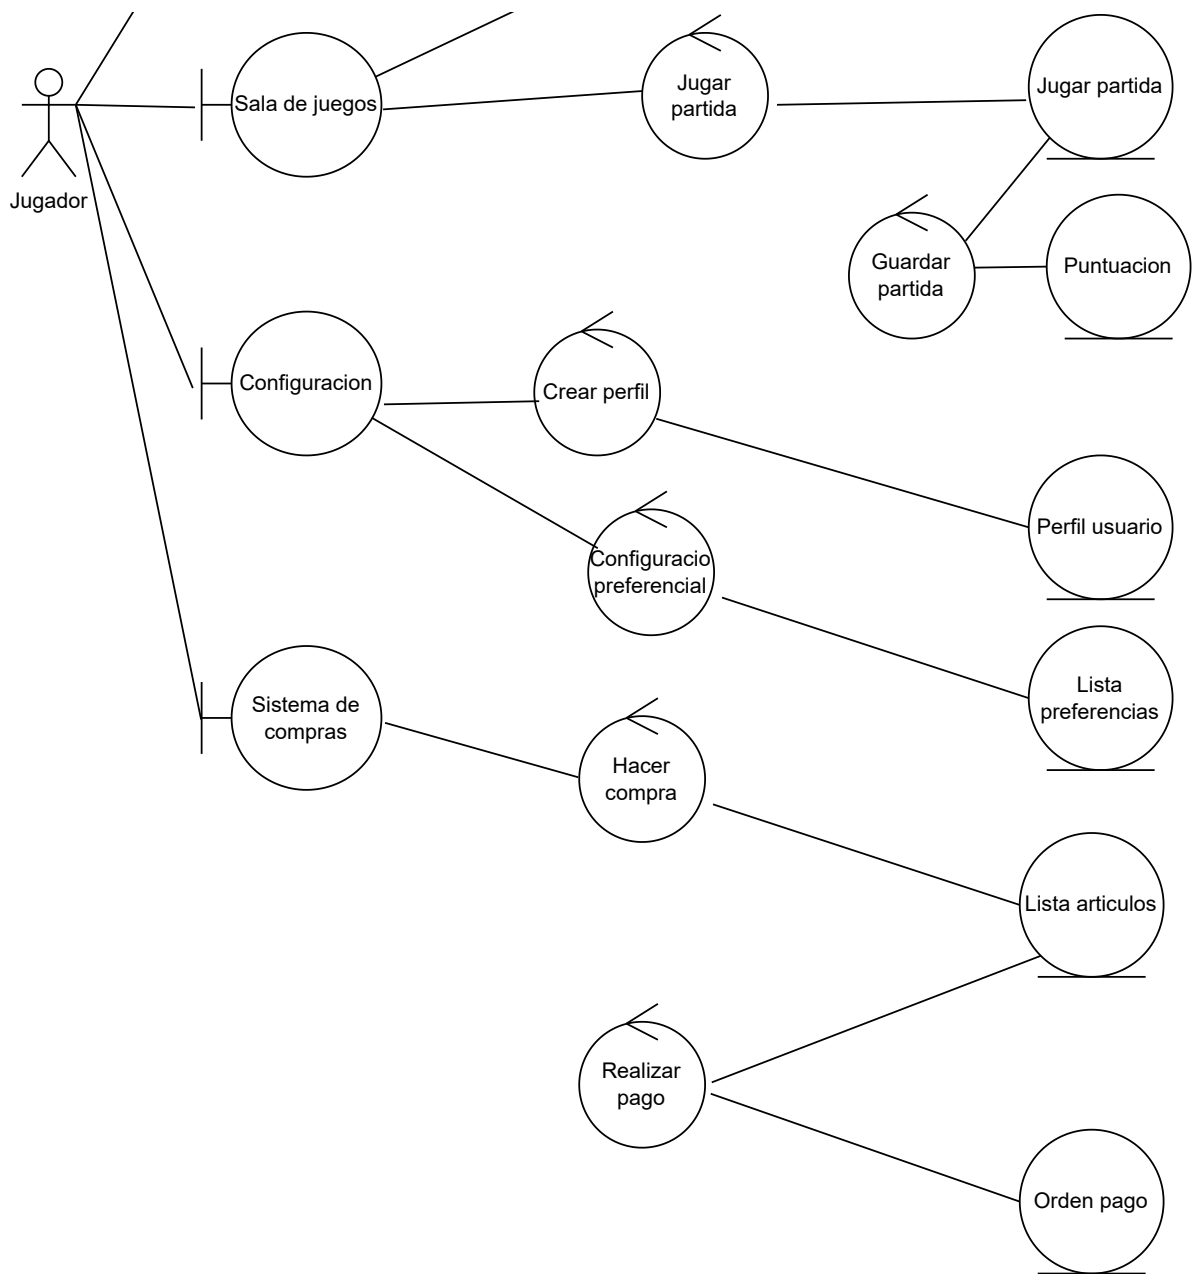 Jugador
Sala de juegos
Jugar
partida
Jugar partida
Guardar
partida
Puntuacion
Configuracion
Crear perfil
Configuracio
preferencial
Perfil usuario
Lista
preferencias
Sistema de
compras
Hacer
compra
Lista articulos
Realizar
pago
Orden pago